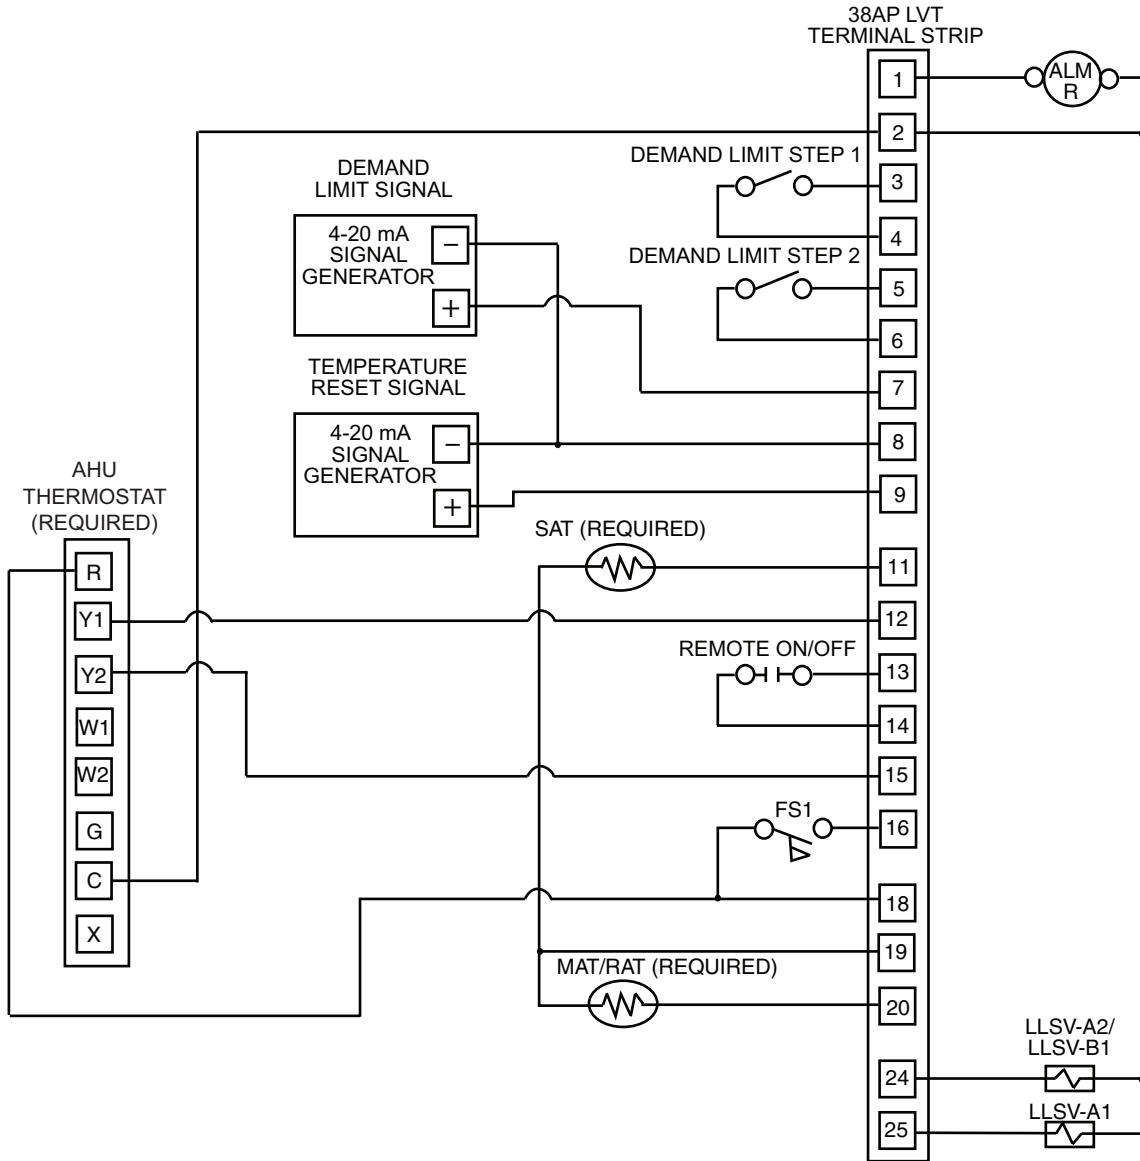 38AP LVT
TERMINAL STRIP
1
ALM
R
2
DEMAND LIMIT STEP 1
3
4
DEMAND
LIMIT SIGNAL
4-20 mA
SIGNAL
GENERATOR
−
+
DEMAND LIMIT STEP 2
5
6
TEMPERATURE
RESET SIGNAL
7
4-20 mA
SIGNAL
GENERATOR
−
+
8
9
AHU
THERMOSTAT
(REQUIRED)
R
Y1
Y2
W1
W2
G
C
X
SAT (REQUIRED)
11
12
REMOTE ON/OFF
13
14
15
FS1
16
18
19
MAT/RAT (REQUIRED)
20
LLSV-A2/
LLSV-B1
24
LLSV-A1
25